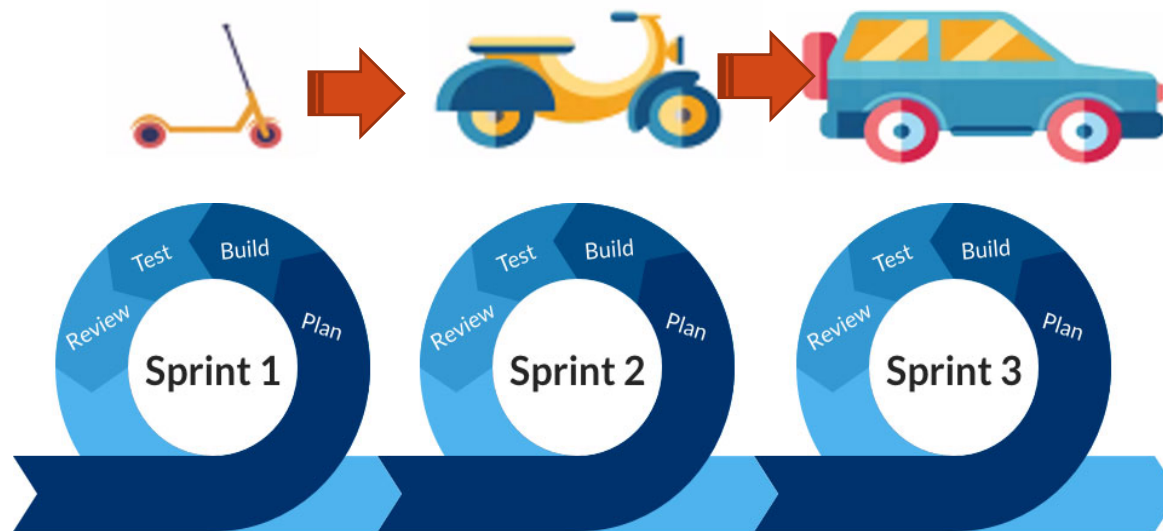 Test
Build
Review
Plan
Sprint 1
Test
Build
Review
Plan
Sprint 2
Test
Build
Review
Plan
Sprint 3